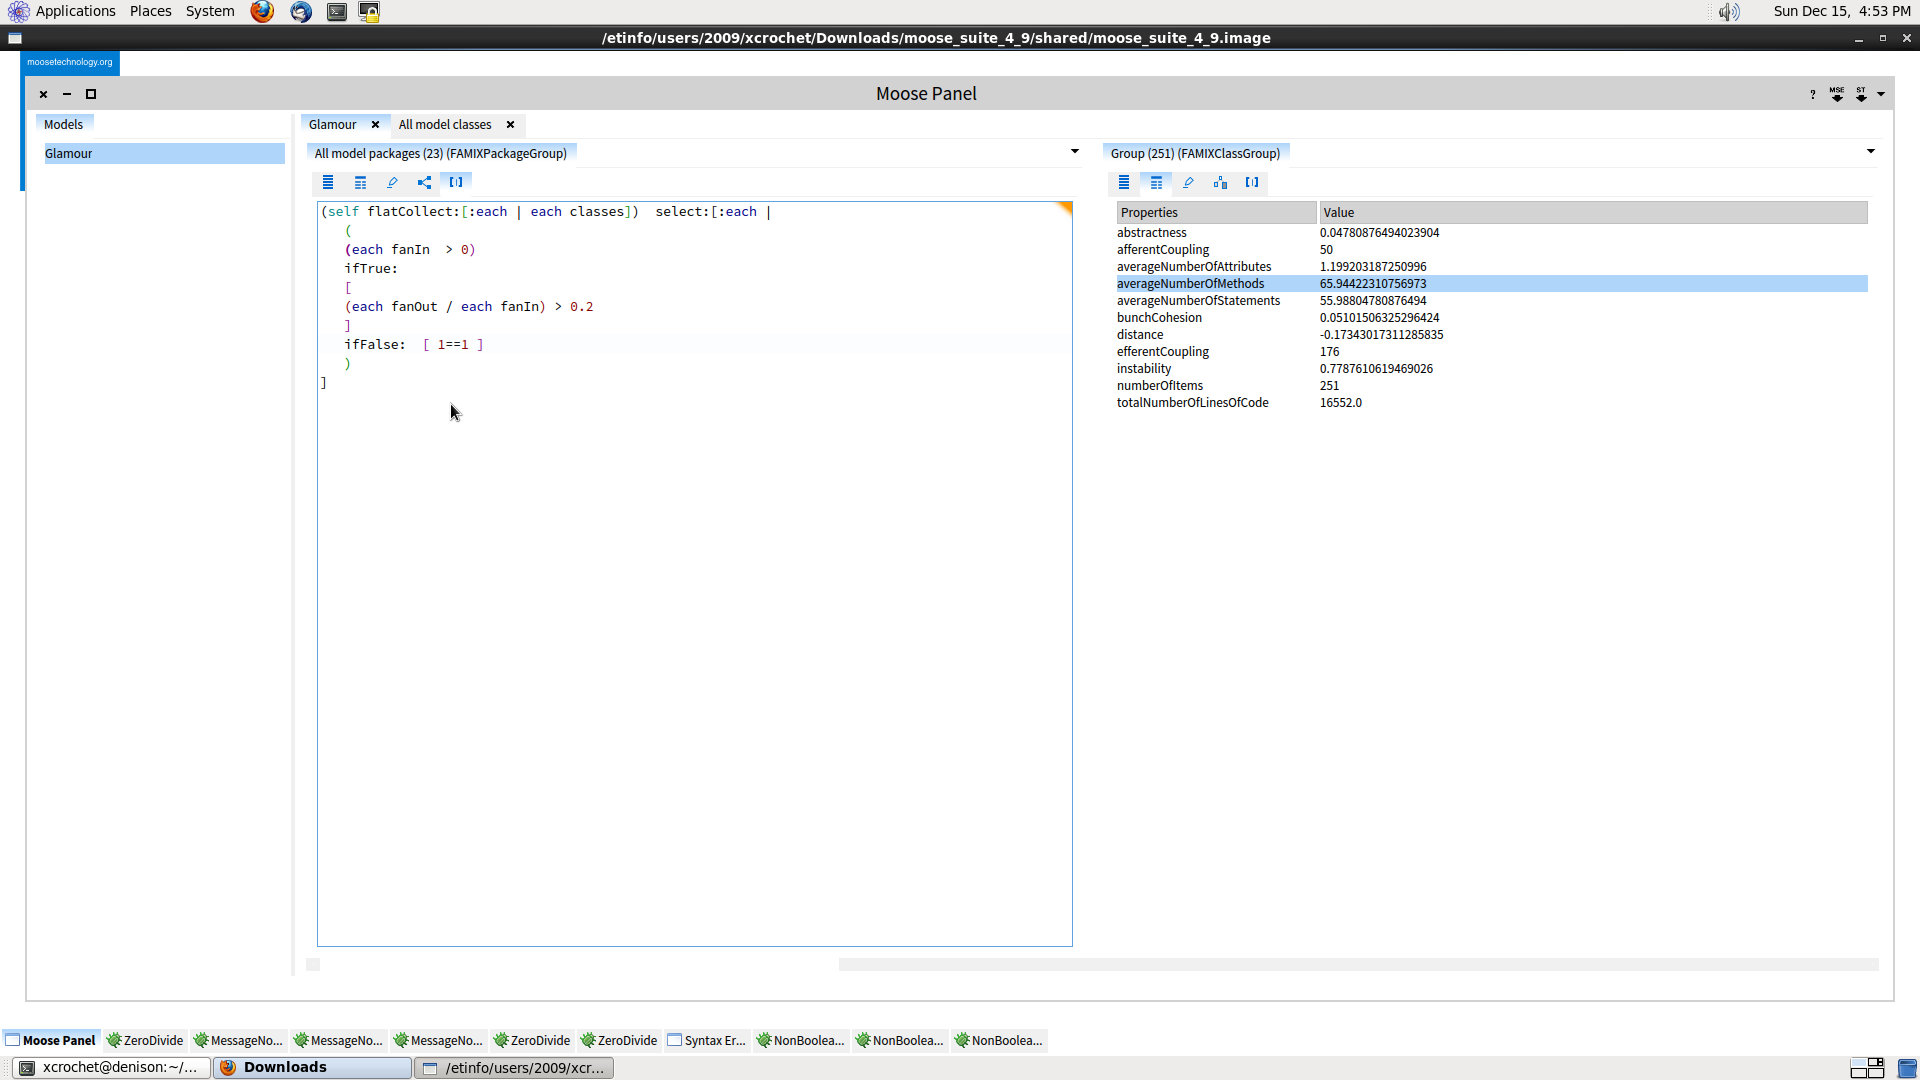 Applications Places System Sun Dec 15, 4:53 PM
/etinfo/users/2009/xcrochet/Downloads/moose_suite_4_9/shared/moose_suite_4_9.image
moosetechnology.org
Moose Panel
? MSE ST
Models
Glamour
Glamour All model classes
All model packages (23) (FAMIXPackageGroup)
(self flatCollect:[:each | each classes])  select:[:each |
(
(each fanIn  > 0)
ifTrue:
[
(each fanOut / each fanIn) > 0.2
]
ifFalse:  [ 1==1 ]
)
]
Group (251) (FAMIXClassGroup)
Properties Value
abstractness 0.04780876494023904
afferentCoupling 50
averageNumberOfAttributes 1.199203187250996
averageNumberOfMethods 65.94422310756973
averageNumberOfStatements 55.98804780876494
bunchCohesion 0.05101506325296424
distance -0.17343017311285835
efferentCoupling 176
instability 0.7787610619469026
numberOfItems 251
totalNumberOfLinesOfCode 16552.0
Moose Panel ZeroDivide MessageNo... MessageNo... MessageNo... ZeroDivide ZeroDivide Syntax Er... NonBoolea... NonBoolea... NonBoolea...
xcrochet@denison:~/... Downloads /etinfo/users/2009/xcr...